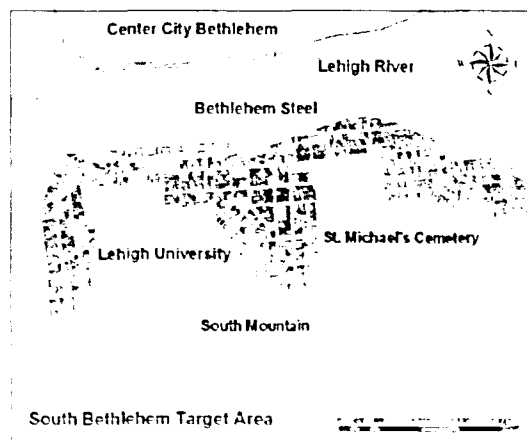 Center City Bethlehem
Lehigh River
Bethlehem Steel
St. Michael's Cemetery
Lehigh University
South Mountain
South Bethlehem Target Area